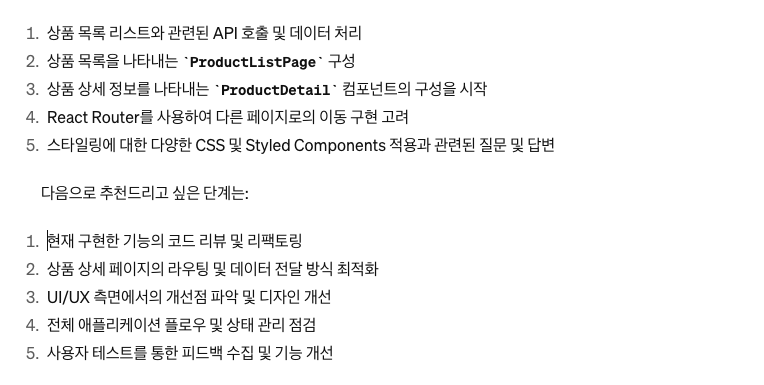 1. 상품 목록 리스트와 관련된 API 호출 및 데이터 처리
2. 상품 목록을 나타내는 `ProductListPage` 구성
3. 상품 상세 정보를 나타내는 `ProductDetail` 컴포넌트의 구성을 시작
4. React Router를 사용하여 다른 페이지로의 이동 구현 고려
5. 스타일링에 대한 다양한 CSS 및 Styled Components 적용과 관련된 질문 및 답변
다음으로 추천드리고 싶은 단계는:
1. 현재 구현한 기능의 코드 리뷰 및 리팩토링
2. 상품 상세 페이지의 라우팅 및 데이터 전달 방식 최적화
3. UI/UX 측면에서의 개선점 파악 및 디자인 개선
4. 전체 애플리케이션 플로우 및 상태 관리 점검
5. 사용자 테스트를 통한 피드백 수집 및 기능 개선